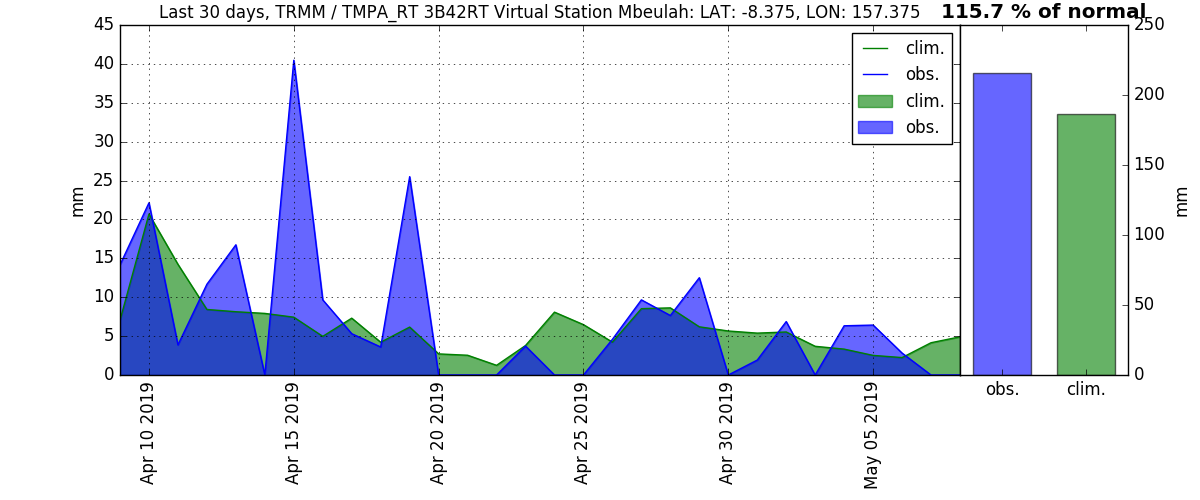 Last 30 days, TRMM / TMPA_RT 3B42RT Virtual Station Mbeulah: LAT: -8.375, LON: 157.375
115.7 % of normal
45
40
35
30
25
20
15
10
5
0
mm
clim.
obs.
clim.
obs.
Apr 10 2019
Apr 15 2019
Apr 20 2019
Apr 25 2019
Apr 30 2019
May 05 2019
250
200
150
100
50
0
mm
obs.
clim.